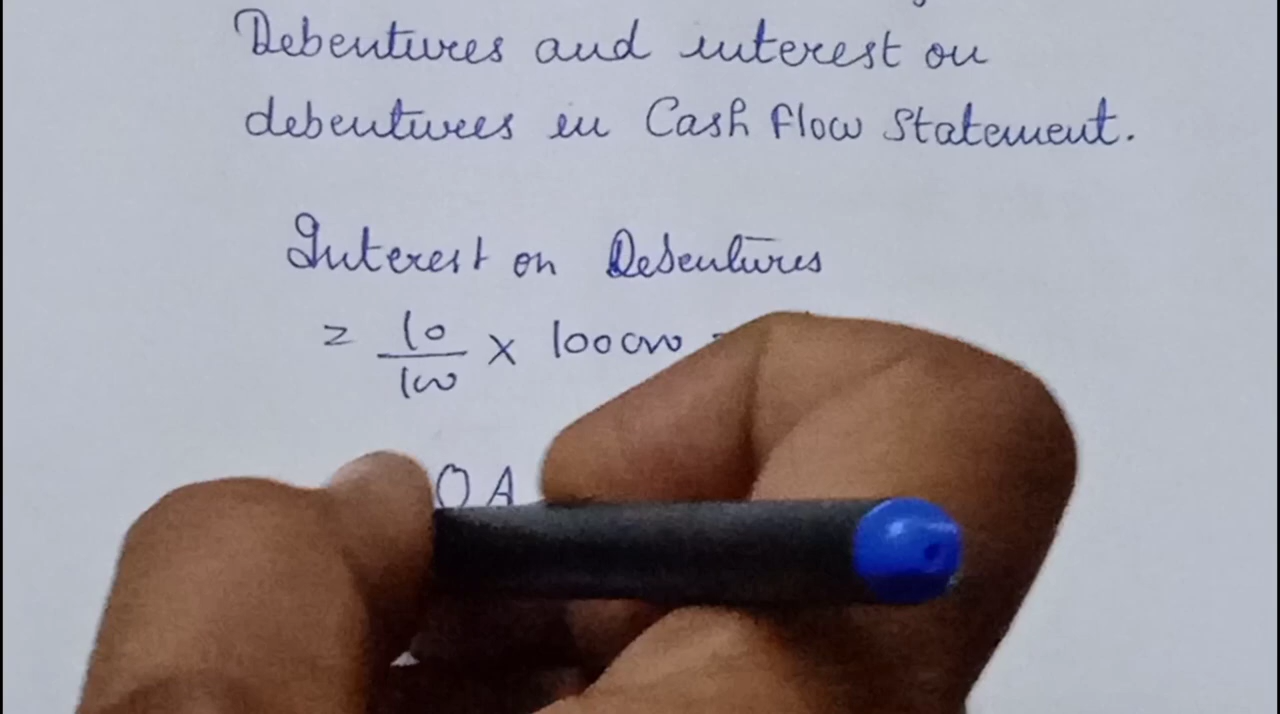 Debentures and interest on
debentures in Cash Flow Statement.
Interest on Debentures
= 10/100 × 100000 =
O A